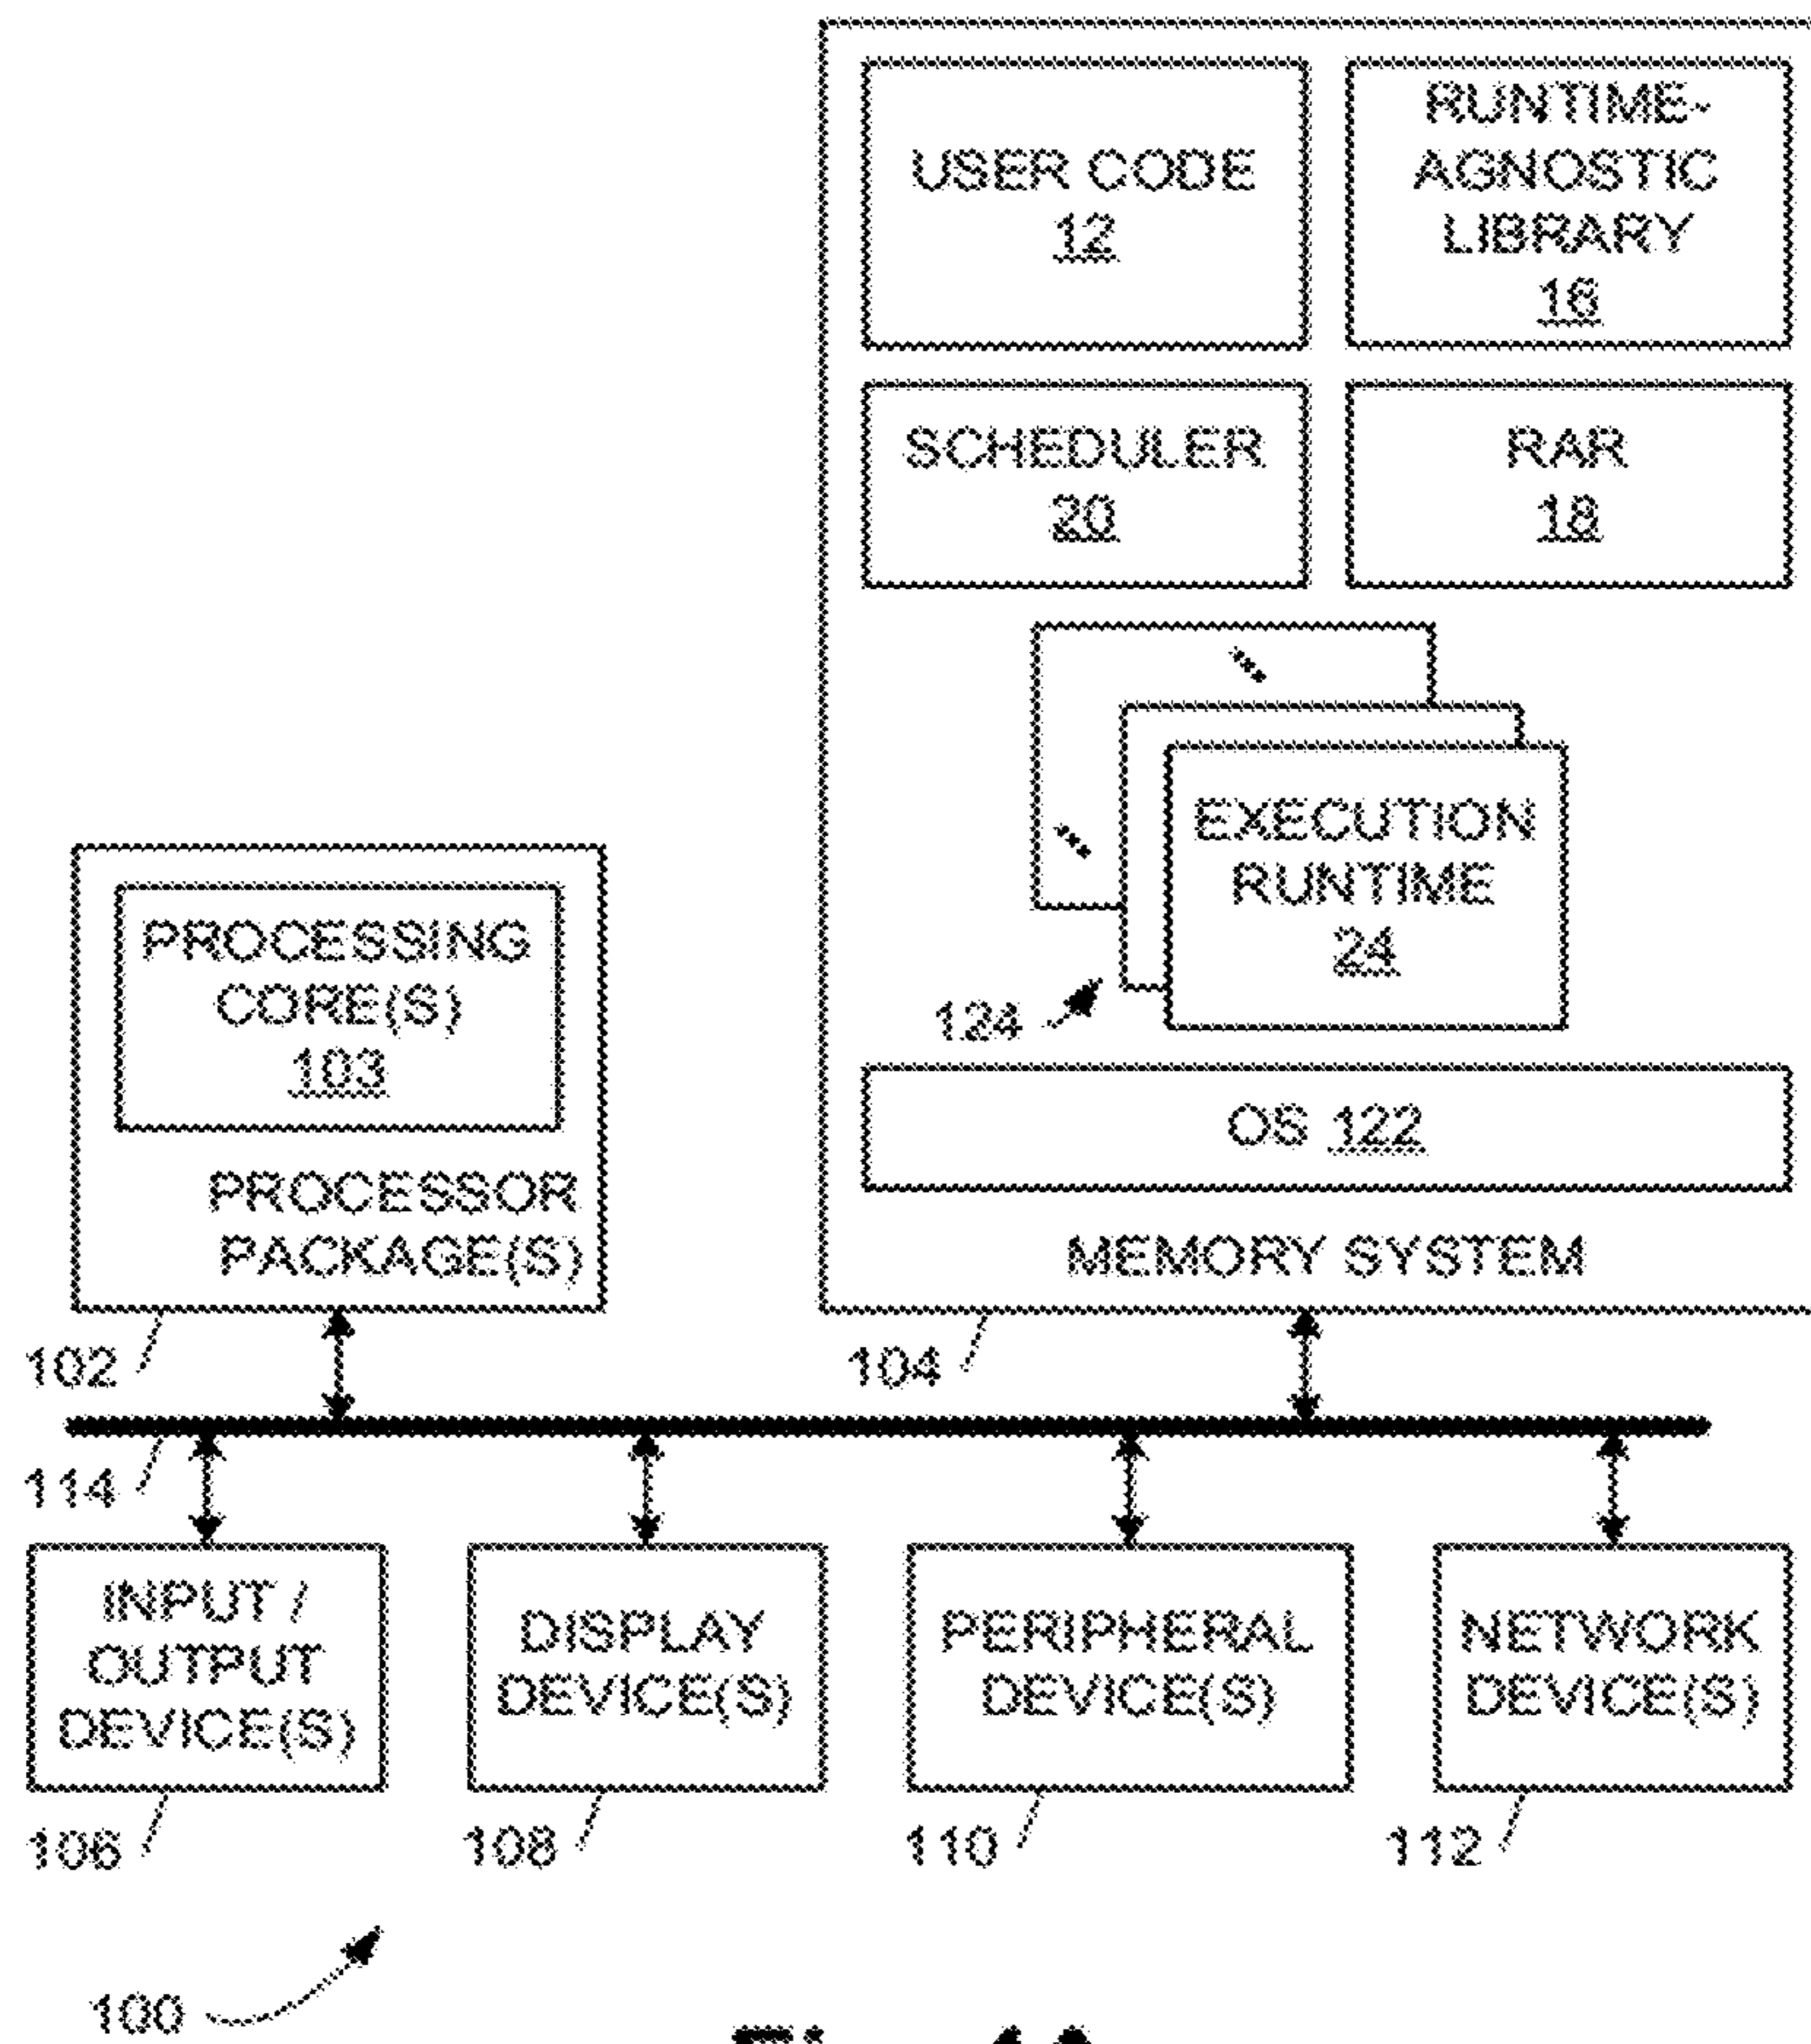 USER CODE
12
RUNTIME-
AGNOSTIC
LIBRARY
16
SCHEDULER
20
RAR
18
EXECUTION
RUNTIME
24
124
PROCESSING
CORE(S)
103
PROCESSOR
PACKAGE(S)
OS 122
MEMORY SYSTEM
102
104
114
INPUT /
OUTPUT
DEVICE(S)
DISPLAY
DEVICE(S)
PERIPHERAL
DEVICE(S)
NETWORK
DEVICE(S)
106
108
110
112
100